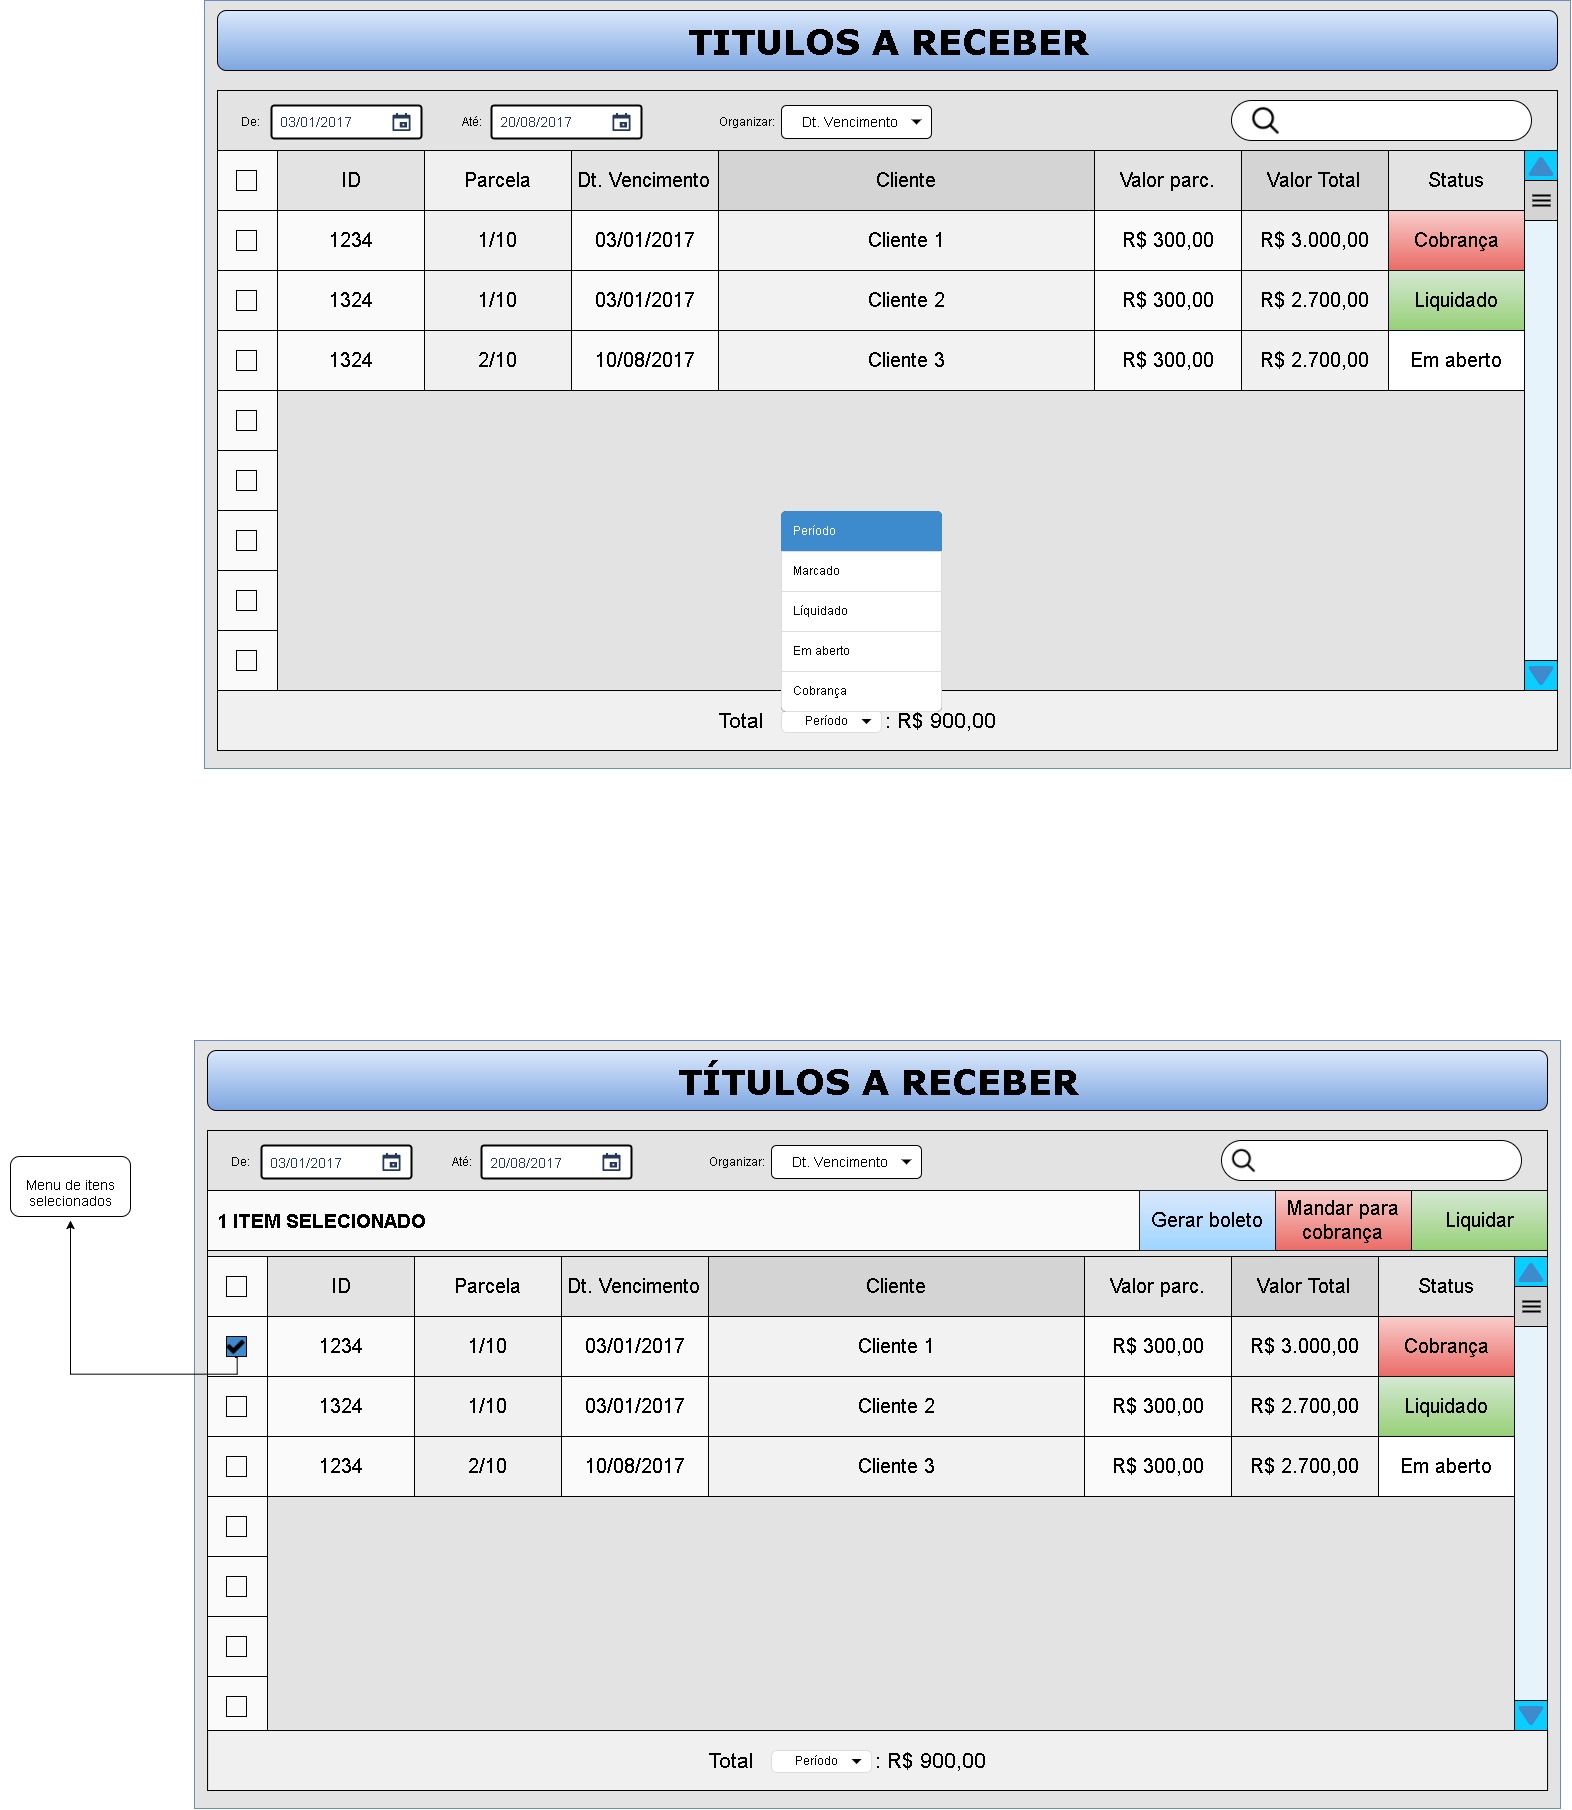 TITULOS A RECEBER
De: 03/01/2017 Até: 20/08/2017 Organizar: Dt. Vencimento
ID Parcela Dt. Vencimento Cliente Valor parc. Valor Total Status
1234 1/10 03/01/2017 Cliente 1 R$ 300,00 R$ 3.000,00 Cobrança
1324 1/10 03/01/2017 Cliente 2 R$ 300,00 R$ 2.700,00 Liquidado
1324 2/10 10/08/2017 Cliente 3 R$ 300,00 R$ 2.700,00 Em aberto
Período
Marcado
Líquidado
Em aberto
Cobrança
Total Período : R$ 900,00
TÍTULOS A RECEBER
De: 03/01/2017 Até: 20/08/2017 Organizar: Dt. Vencimento
Menu de itens
selecionados
1 ITEM SELECIONADO Gerar boleto Mandar para
cobrança Liquidar
ID Parcela Dt. Vencimento Cliente Valor parc. Valor Total Status
1234 1/10 03/01/2017 Cliente 1 R$ 300,00 R$ 3.000,00 Cobrança
1324 1/10 03/01/2017 Cliente 2 R$ 300,00 R$ 2.700,00 Liquidado
1234 2/10 10/08/2017 Cliente 3 R$ 300,00 R$ 2.700,00 Em aberto
Total Período : R$ 900,00